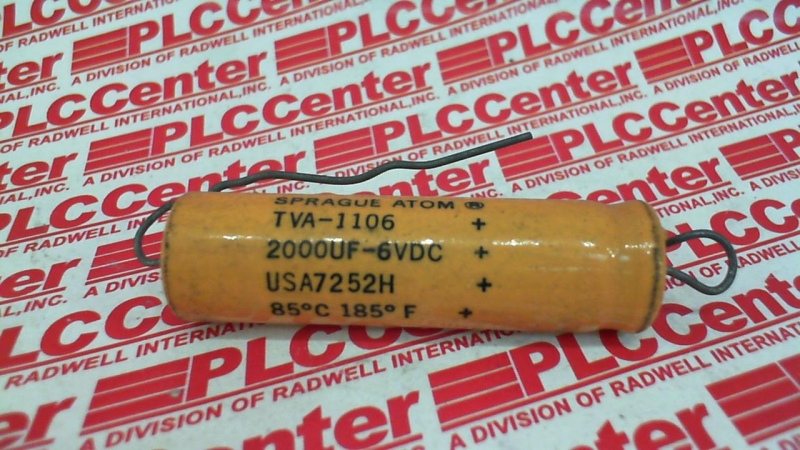 PLCCenter
A DIVISION OF RADWELL INTERNATIONAL, INC.
SPRAGUE ATOM ®
TVA-1106 +
2000UF-6VDC +
USA7252H +
85°C 185°F +